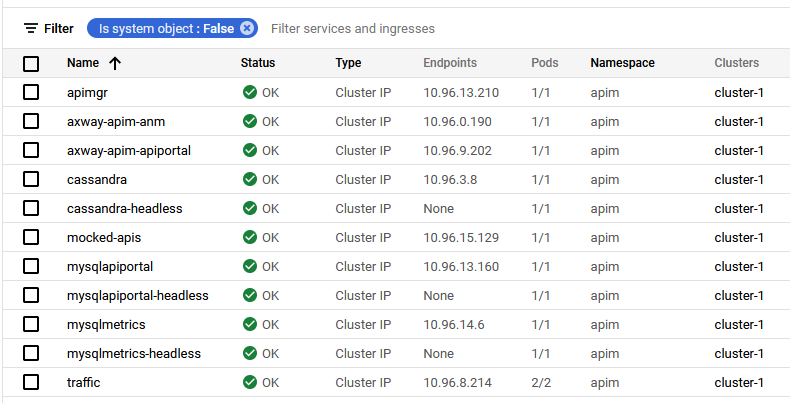 Filter Is system object : False Filter services and ingresses
Name Status Type Endpoints Pods Namespace Clusters
apimgr OK Cluster IP 10.96.13.210 1/1 apim cluster-1
axway-apim-anm OK Cluster IP 10.96.0.190 1/1 apim cluster-1
axway-apim-apiportal OK Cluster IP 10.96.9.202 1/1 apim cluster-1
cassandra OK Cluster IP 10.96.3.8 1/1 apim cluster-1
cassandra-headless OK Cluster IP None 1/1 apim cluster-1
mocked-apis OK Cluster IP 10.96.15.129 1/1 apim cluster-1
mysqlapiportal OK Cluster IP 10.96.13.160 1/1 apim cluster-1
mysqlapiportal-headless OK Cluster IP None 1/1 apim cluster-1
mysqlmetrics OK Cluster IP 10.96.14.6 1/1 apim cluster-1
mysqlmetrics-headless OK Cluster IP None 1/1 apim cluster-1
traffic OK Cluster IP 10.96.8.214 2/2 apim cluster-1